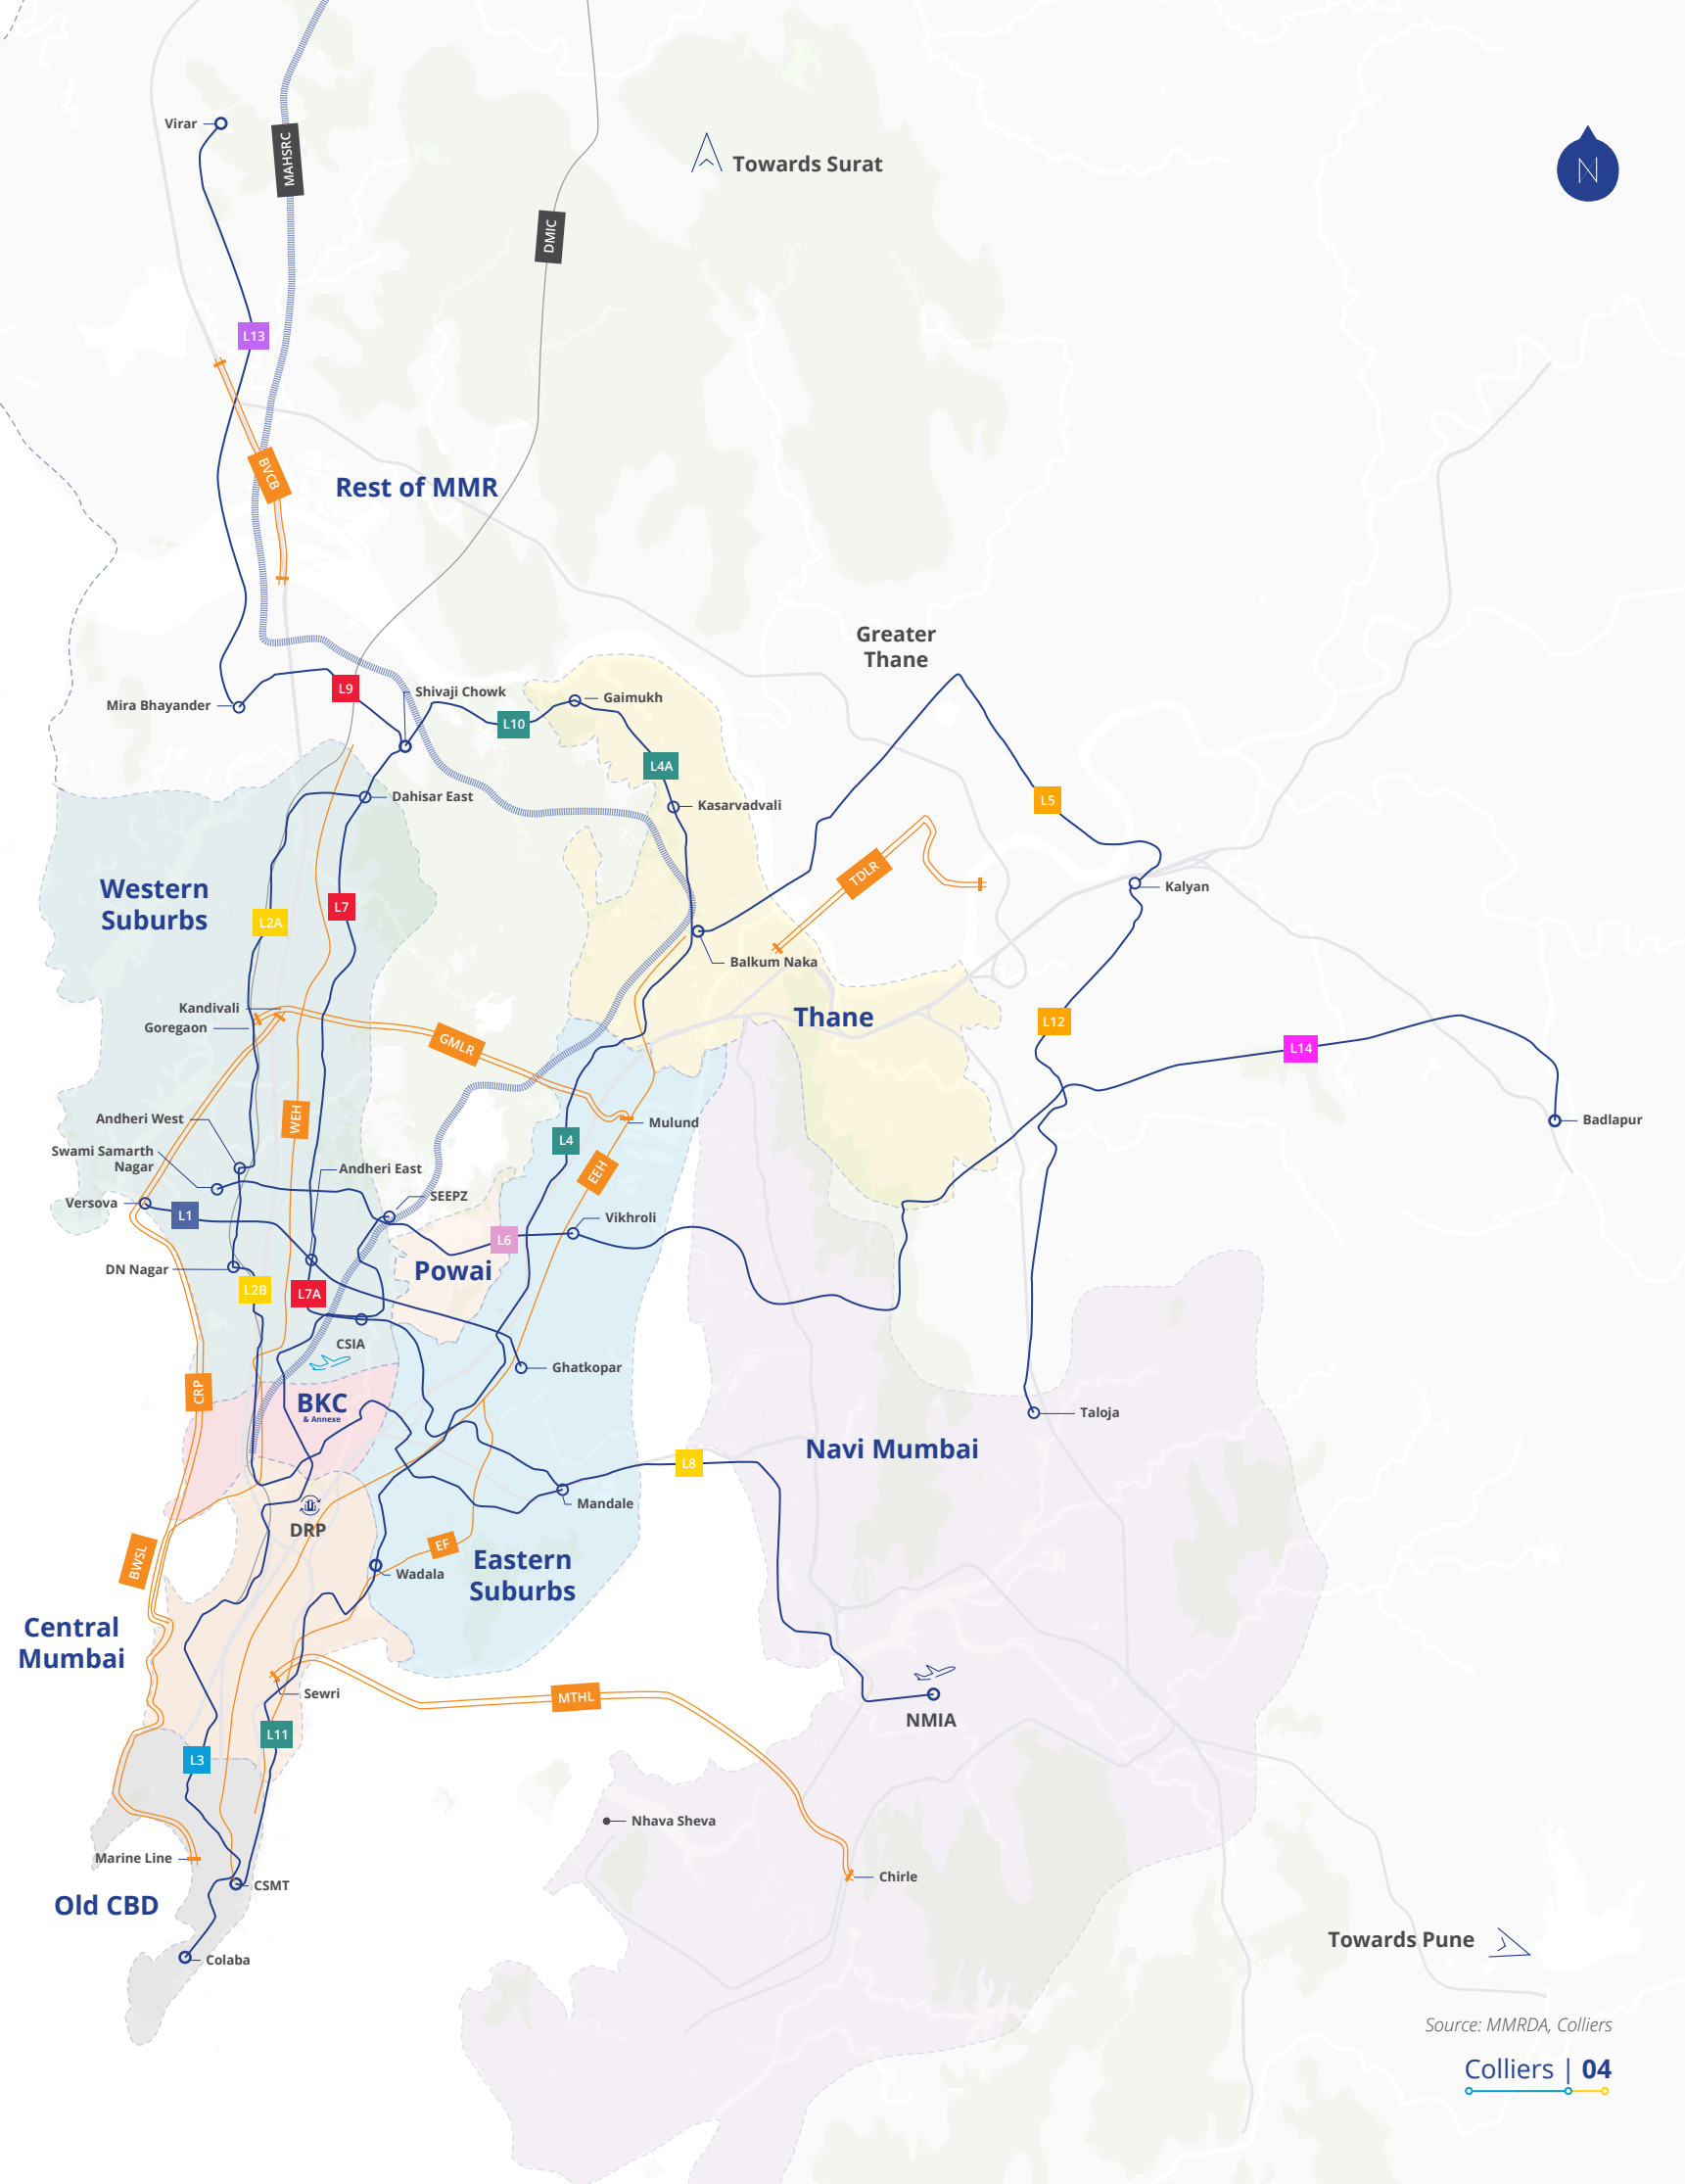 Virar
MAHSRC
Towards Surat
N
DMIC
L13
BVCB
Rest of MMR
Greater
Thane
L9
Shivaji Chowk
Gaimukh
Mira Bhayander
L10
L4A
Dahisar East
Kasarvadvali
L5
TDLR
Kalyan
Western
Suburbs
L7
L2A
Balkum Naka
Kandivali
Goregaon
Thane
L12
GMLR
L14
Andheri West
WEH
Mulund
Badlapur
L4
Swami Samarth
Nagar
Andheri East
EEH
SEEPZ
Versova
L1
Vikhroli
L6
DN Nagar
Powai
L2B
L7A
CSIA
Ghatkopar
CRP
BKC
& Annexe
Taloja
Navi Mumbai
L8
Mandale
DRP
BWSL
EF
Eastern
Suburbs
Wadala
Central
Mumbai
Sewri
MTHL
NMIA
L11
L3
Nhava Sheva
Marine Line
Chirle
CSMT
Old CBD
Towards Pune
Colaba
Source: MMRDA, Colliers
Colliers | 04